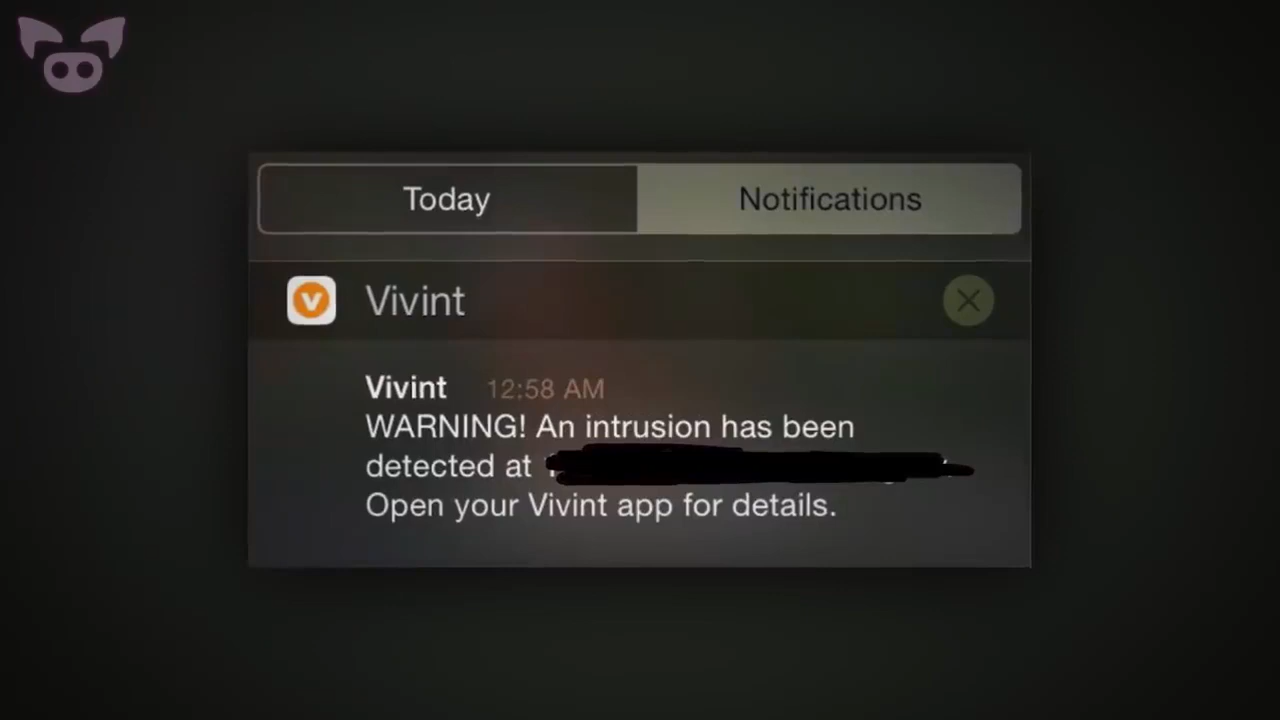 Today
Notifications
Vivint
Vivint 12:58 AM
WARNING! An intrusion has been
detected at
Open your Vivint app for details.